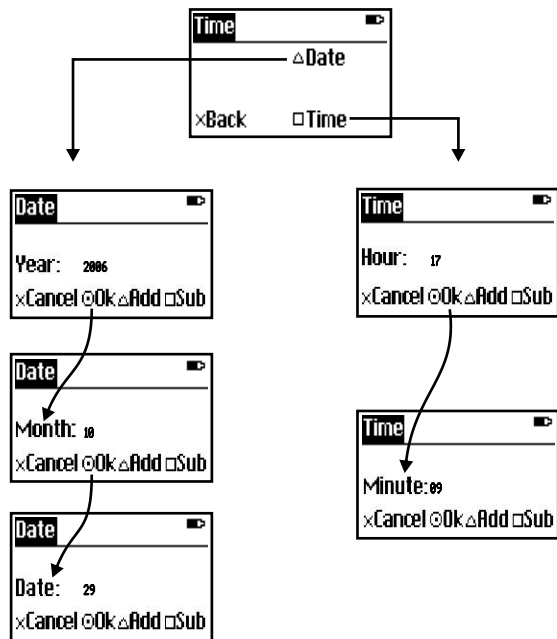 Time
△Date
×Back □Time
Date
Year: 2006
×Cancel ⊙Ok △Add □Sub
Date
Month: 10
×Cancel ⊙Ok △Add □Sub
Date
Date: 29
×Cancel ⊙Ok △Add □Sub
Time
Hour: 17
×Cancel ⊙Ok △Add □Sub
Time
Minute: 09
×Cancel ⊙Ok △Add □Sub